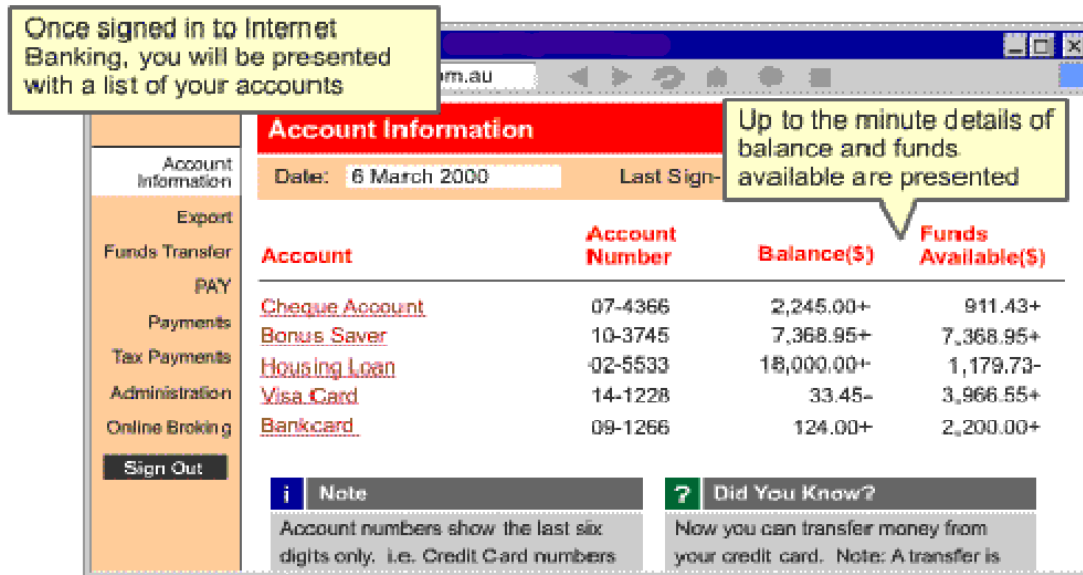 Once signed in to Internet
Banking, you will be presented
with a list of your accounts
om.au
Account Information
Up to the minute details of
balance and funds
available are presented
Date: 6 March 2000 Last Sign-
Account
Information
Export
Funds Transfer
PAY
Payments
Tax Payments
Administration
Online Broking
Sign Out
Account Account Number Balance($) Funds Available($)
Cheque Account 07-4366 2,245.00+ 911.43+
Bonus Saver 10-3745 7,368.95+ 7,368.95+
Housing Loan 02-5533 18,000.00+ 1,179.73-
Visa Card 14-1228 33.45- 3,966.55+
Bankcard 09-1266 124.00+ 2,200.00+
i Note
Account numbers show the last six
digits only. i.e. Credit Card numbers
? Did You Know?
Now you can transfer money from
your credit card. Note: A transfer is